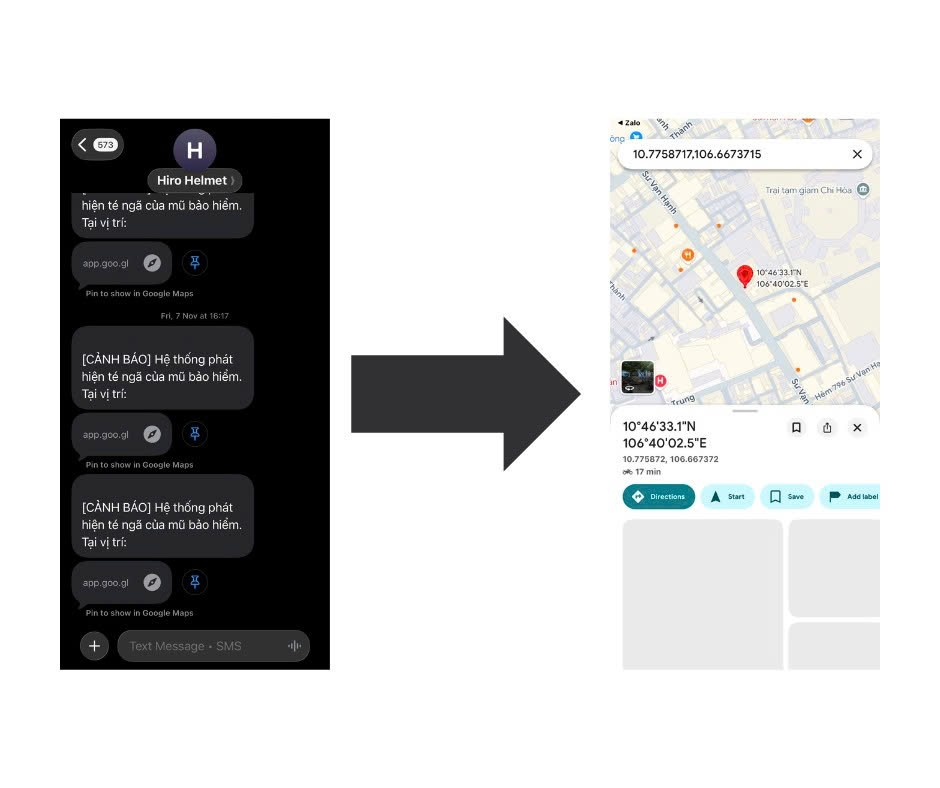 573
H
Hiro Helmet
hiện té ngã của mũ bảo hiểm.
Tại vị trí:
app.goo.gl
Pin to show in Google Maps
Fri, 7 Nov at 16:17
[CẢNH BÁO] Hệ thống phát
hiện té ngã của mũ bảo hiểm.
Tại vị trí:
app.goo.gl
Pin to show in Google Maps
[CẢNH BÁO] Hệ thống phát
hiện té ngã của mũ bảo hiểm.
Tại vị trí:
app.goo.gl
Pin to show in Google Maps
Text Message • SMS
Zalo
Thành
10.7758717,106.6673715
Sư Vạn Hạnh
Trại tạm giam Chí Hòa
H
10°46'33.1"N
106°40'02.5"E
Thành
H
Trung
Sư Vạn
Hẻm 796 Sư Vạn Hạ
10°46'33.1"N
106°40'02.5"E
10.775872, 106.667372
17 min
Directions
Start
Save
Add label